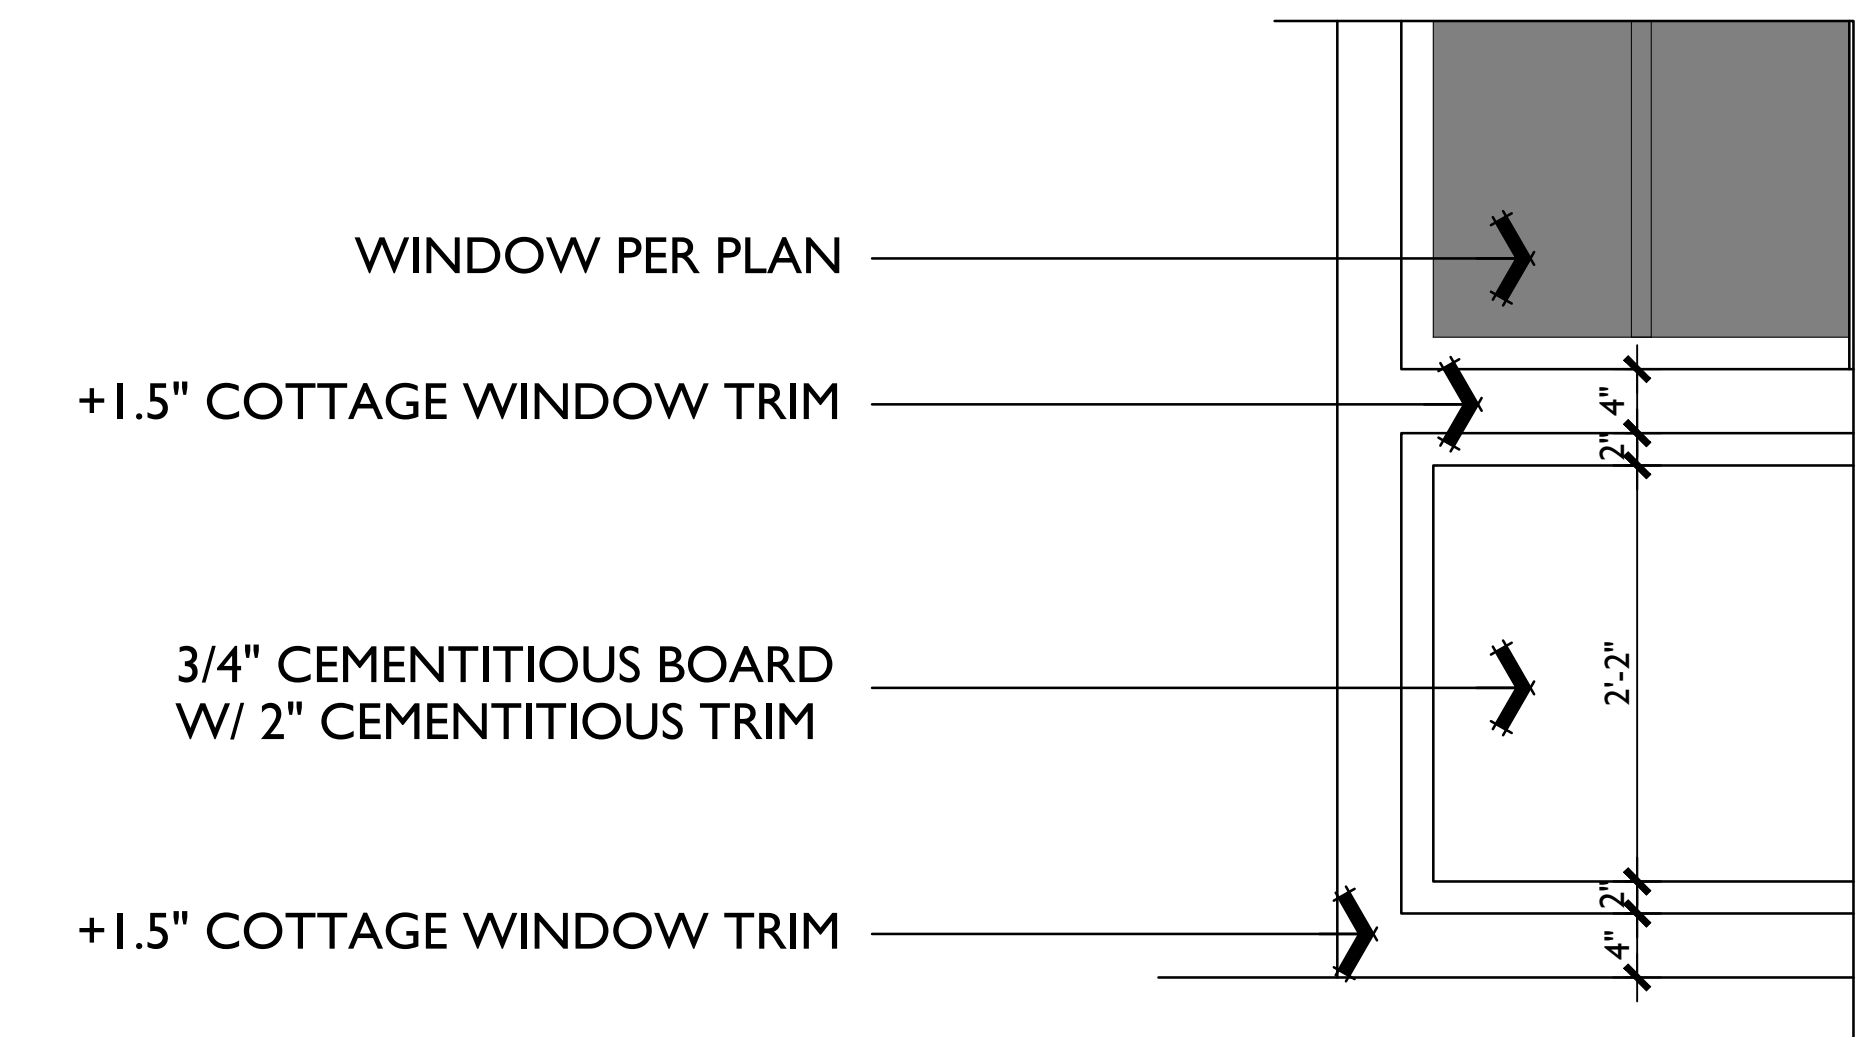 WINDOW PER PLAN
+1.5" COTTAGE WINDOW TRIM
4"
2"
3/4" CEMENTITIOUS BOARD
W/ 2" CEMENTITIOUS TRIM
2'-2"
2"
+1.5" COTTAGE WINDOW TRIM
4"